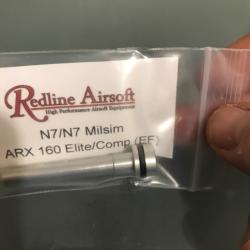 Redline Airsoft
High Performance Airsoft Equipment
N7/N7 Milsim
ARX 160 Elite/Comp (EF)